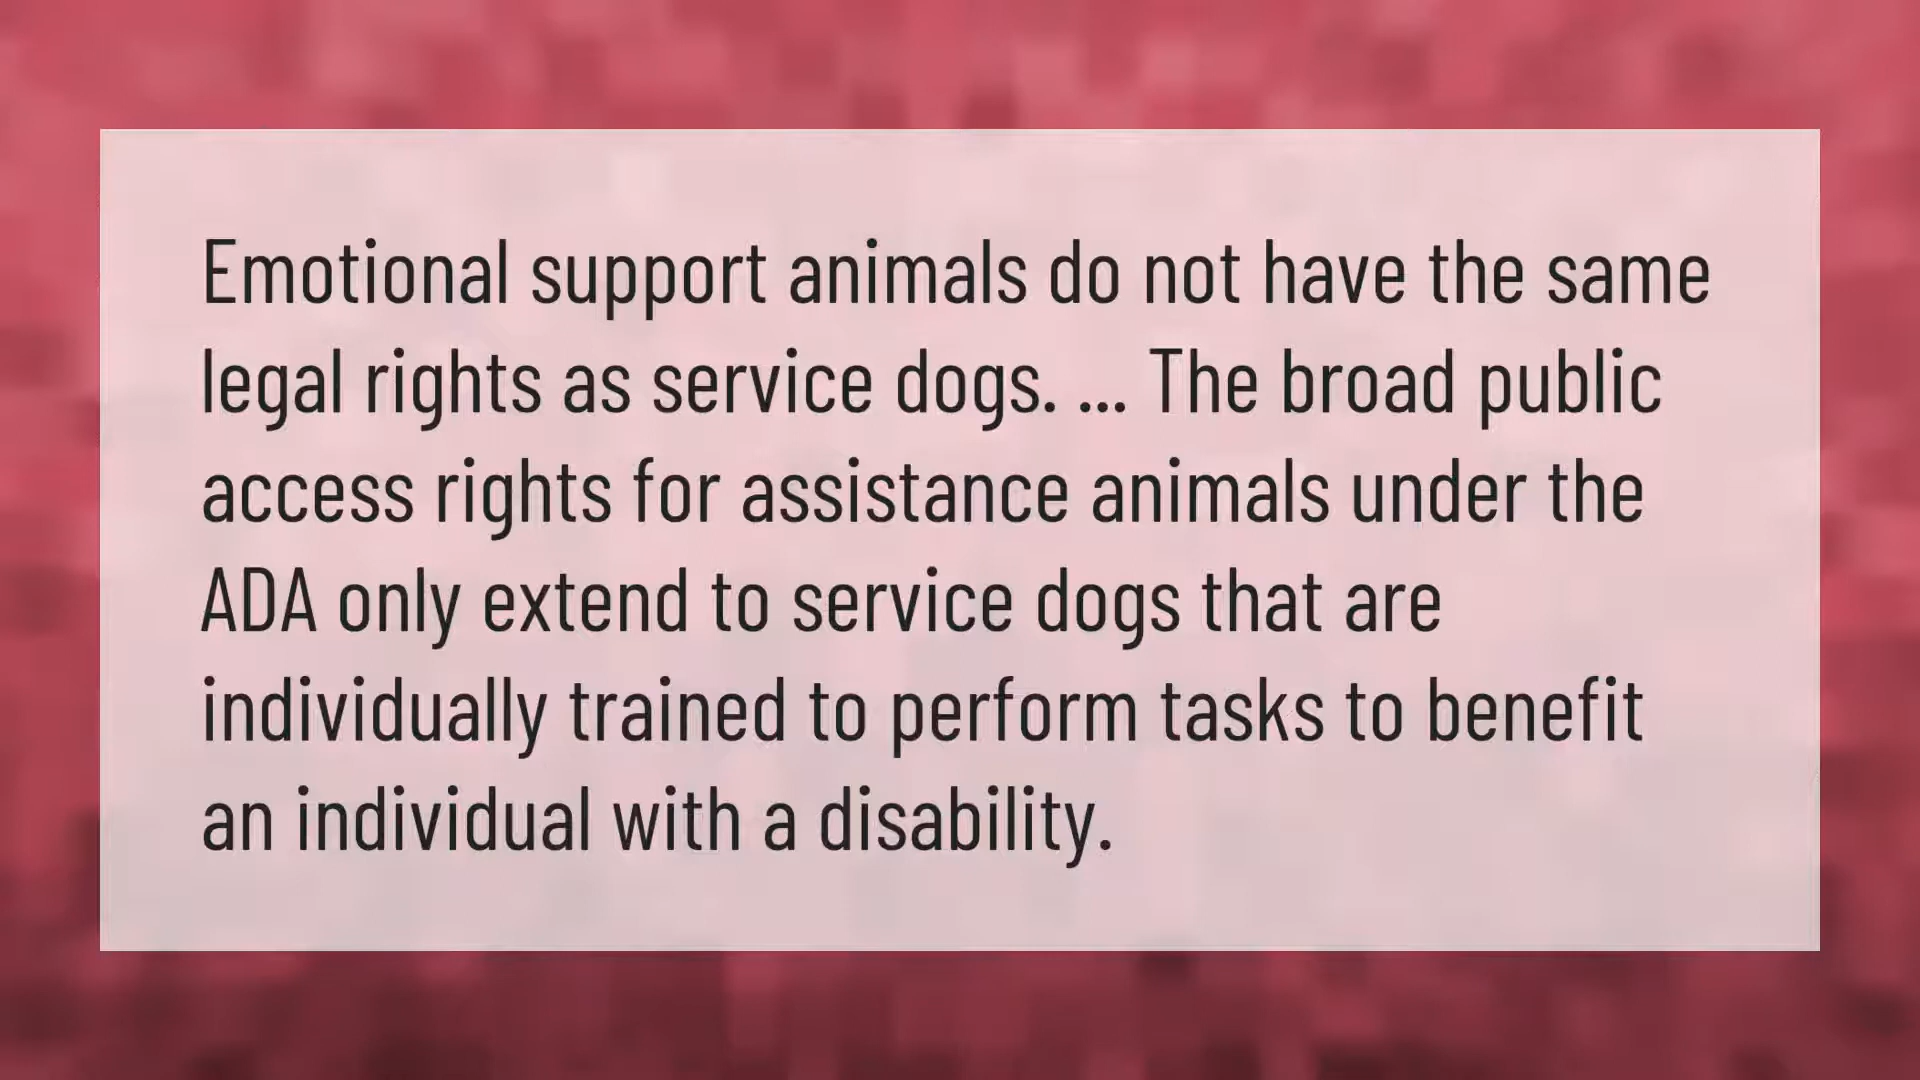 Emotional support animals do not have the same
legal rights as service dogs. ... The broad public
access rights for assistance animals under the
ADA only extend to service dogs that are
individually trained to perform tasks to benefit
an individual with a disability.